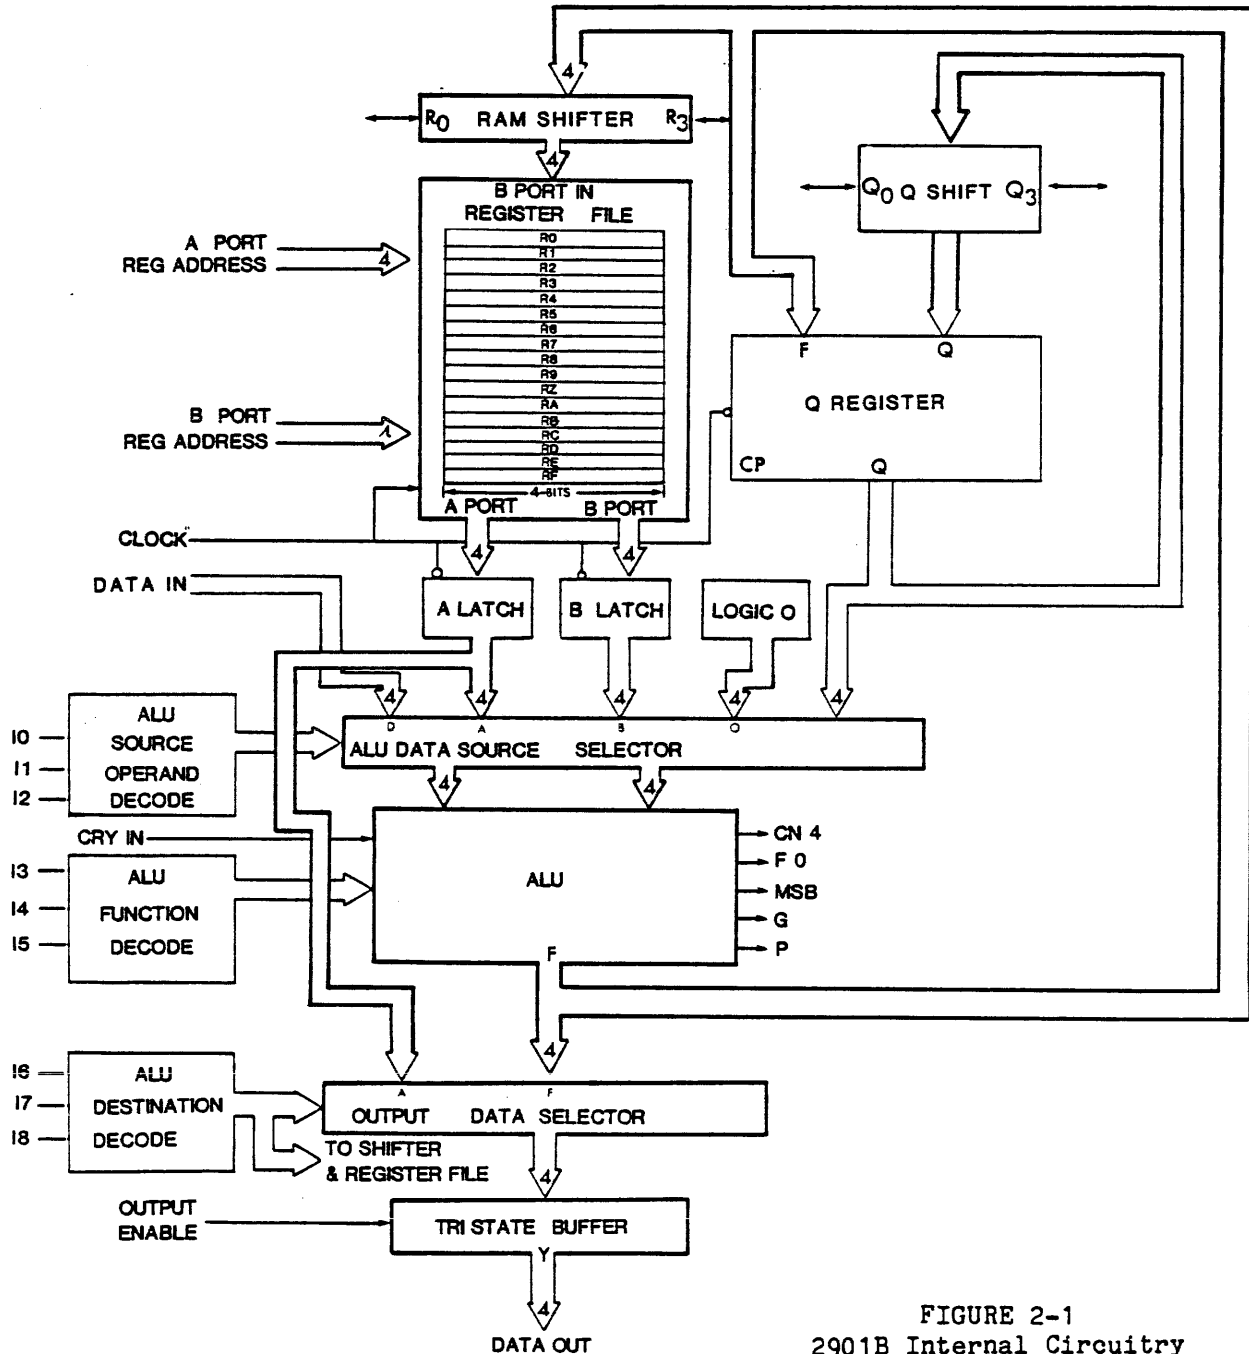 4
R0 RAM SHIFTER R3
4
B PORT IN
REGISTER FILE
R0
R1
R2
R3
R4
R5
R6
R7
R8
R9
RZ
RA
RB
RC
RD
RE
RF
4-BITS
A PORT B PORT
A PORT
REG ADDRESS
4
B PORT
REG ADDRESS
Q0 Q SHIFT Q3
F Q
Q REGISTER
CP Q
CLOCK
4 4
DATA IN
A LATCH
B LATCH
LOGIC O
4 4 4 4 4
D A B O
ALU DATA SOURCE SELECTOR
ALU
SOURCE
OPERAND
DECODE
I0
I1
I2
4 4
CRY IN
ALU
F
CN 4
F 0
MSB
G
P
I3
I4
I5
ALU
FUNCTION
DECODE
4
I6
I7
I8
ALU
DESTINATION
DECODE
A F
OUTPUT DATA SELECTOR
TO SHIFTER
& REGISTER FILE
4
OUTPUT
ENABLE
TRI STATE BUFFER
Y
4
DATA OUT
FIGURE 2-1
2901B Internal Circuitry